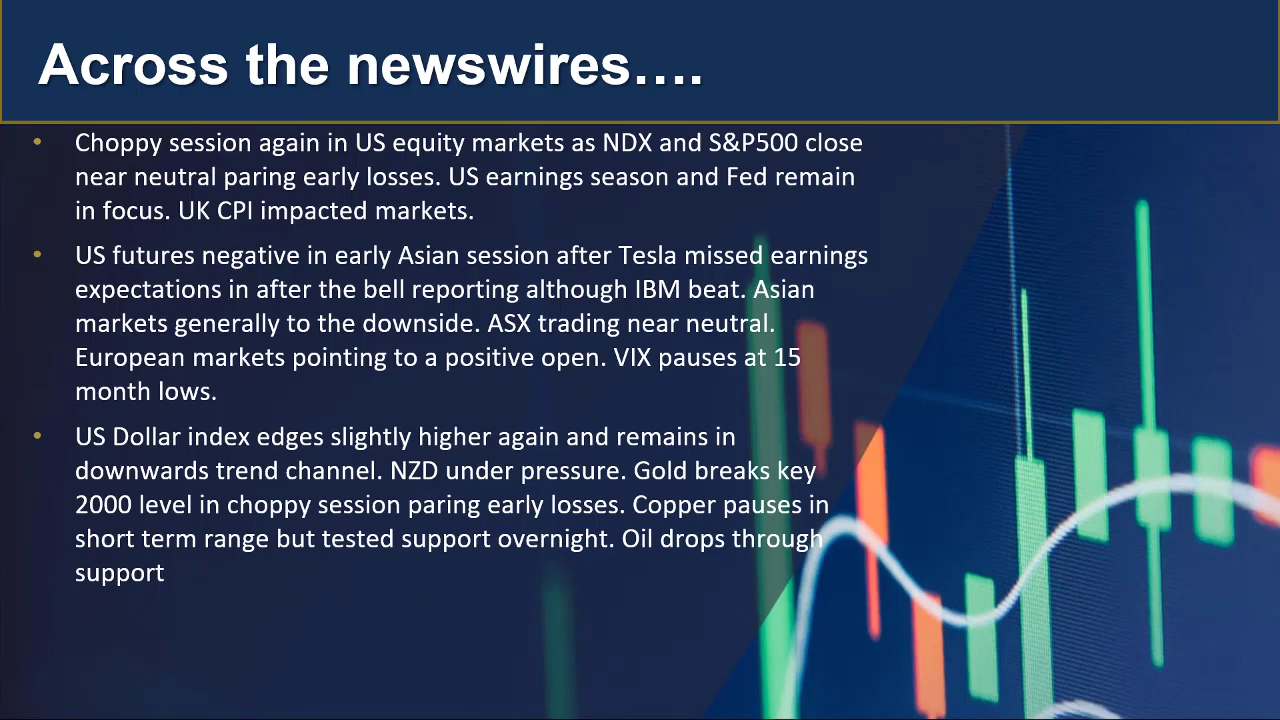 Across the newswires….
• Choppy session again in US equity markets as NDX and S&P500 close
near neutral paring early losses. US earnings season and Fed remain
in focus. UK CPI impacted markets.
• US futures negative in early Asian session after Tesla missed earnings
expectations in after the bell reporting although IBM beat. Asian
markets generally to the downside. ASX trading near neutral.
European markets pointing to a positive open. VIX pauses at 15
month lows.
• US Dollar index edges slightly higher again and remains in
downwards trend channel. NZD under pressure. Gold breaks key
2000 level in choppy session paring early losses. Copper pauses in
short term range but tested support overnight. Oil drops through
support